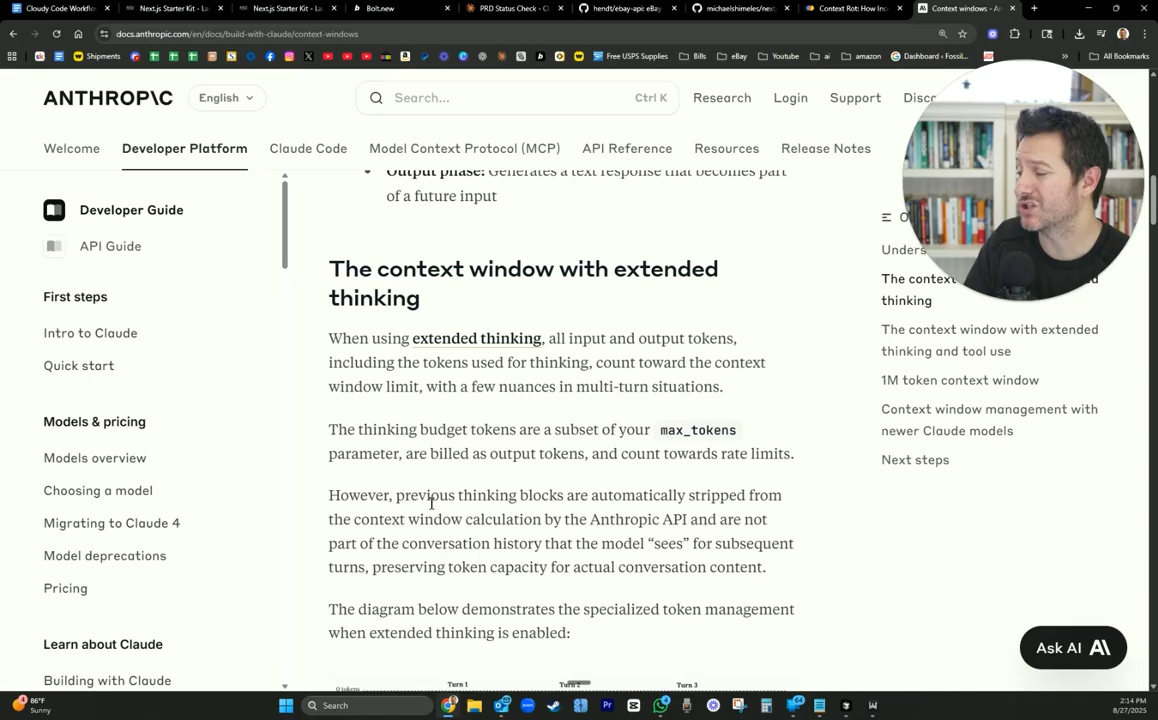 Cloudy Code Workflo
Next.js Starter Kit - La
Next.js Starter Kit - La
Bolt.new
PRD Status Check - Cl
hendt/ebay-api: eBay
michaelshimeles/next
Context Rot: How Inc
Context windows - An
docs.anthropic.com/en/docs/build-with-claude/context-windows
Shipments
Free USPS Supplies
Bills
eBay
Youtube
ai
amazon
Dashboard ‹ Fossil...
All Bookmarks
ANTHROP\C
English
Search...
Ctrl K
Research
Login
Support
Disco
Welcome
Developer Platform
Claude Code
Model Context Protocol (MCP)
API Reference
Resources
Release Notes
Developer Guide
API Guide
First steps
Intro to Claude
Quick start
Models & pricing
Models overview
Choosing a model
Migrating to Claude 4
Model deprecations
Pricing
Learn about Claude
Building with Claude
Output phase: Generates a text response that becomes part
of a future input
The context window with extended
thinking
When using extended thinking, all input and output tokens,
including the tokens used for thinking, count toward the context
window limit, with a few nuances in multi-turn situations.
The thinking budget tokens are a subset of your max_tokens
parameter, are billed as output tokens, and count towards rate limits.
However, previous thinking blocks are automatically stripped from
the context window calculation by the Anthropic API and are not
part of the conversation history that the model “sees” for subsequent
turns, preserving token capacity for actual conversation content.
The diagram below demonstrates the specialized token management
when extended thinking is enabled:
0 tokens
Turn 1
Turn 2
Turn 3
O
Unders
The context
thinking
The context window with extended
thinking and tool use
1M token context window
Context window management with
newer Claude models
Next steps
Ask AI
86°F
Sunny
Search
2:14 PM
8/27/2025